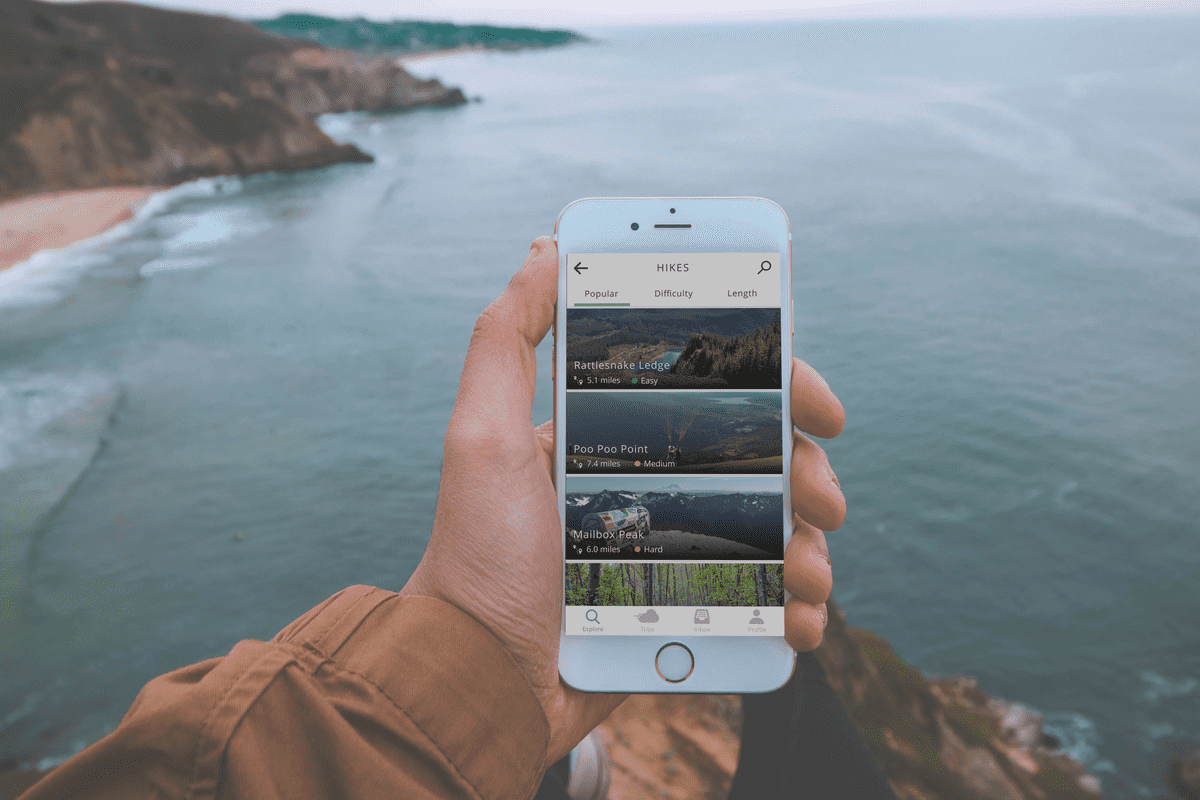 HIKES
Popular Difficulty Length
Rattlesnake Ledge
5.1 miles Easy
Poo Poo Point
7.4 miles Medium
Mailbox Peak
6.0 miles Hard
Explore Trips Inbox Profile